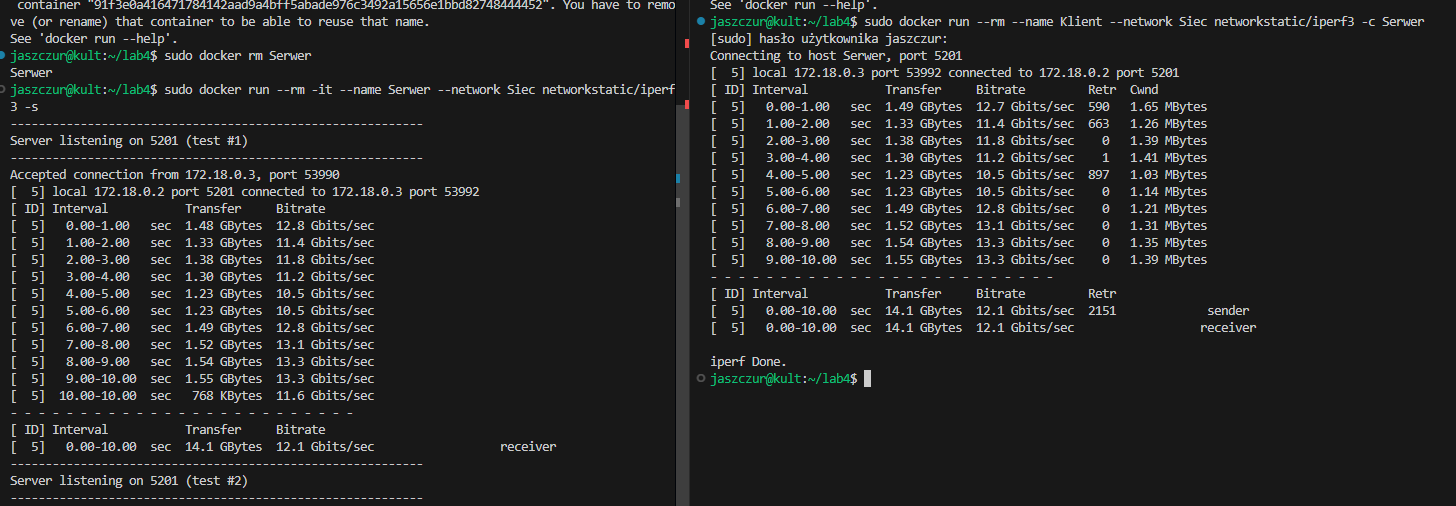 container "91f3e0a416471784142aad9a4bff5abade976c3492a15656e1bbd82748444452". You have to remo
ve (or rename) that container to be able to reuse that name.
See 'docker run --help'.
jaszczur@kult:~/lab4$ sudo docker rm Serwer
Serwer
jaszczur@kult:~/lab4$ sudo docker run --rm -it --name Serwer --network Siec networkstatic/iperf
3 -s
-----------------------------------------------------------
Server listening on 5201 (test #1)
-----------------------------------------------------------
Accepted connection from 172.18.0.3, port 53990
[  5] local 172.18.0.2 port 5201 connected to 172.18.0.3 port 53992
[ ID] Interval           Transfer     Bitrate
[  5]   0.00-1.00   sec  1.48 GBytes  12.8 Gbits/sec
[  5]   1.00-2.00   sec  1.33 GBytes  11.4 Gbits/sec
[  5]   2.00-3.00   sec  1.38 GBytes  11.8 Gbits/sec
[  5]   3.00-4.00   sec  1.30 GBytes  11.2 Gbits/sec
[  5]   4.00-5.00   sec  1.23 GBytes  10.5 Gbits/sec
[  5]   5.00-6.00   sec  1.23 GBytes  10.5 Gbits/sec
[  5]   6.00-7.00   sec  1.49 GBytes  12.8 Gbits/sec
[  5]   7.00-8.00   sec  1.52 GBytes  13.1 Gbits/sec
[  5]   8.00-9.00   sec  1.54 GBytes  13.3 Gbits/sec
[  5]   9.00-10.00  sec  1.55 GBytes  13.3 Gbits/sec
[  5]  10.00-10.00  sec   768 KBytes  11.6 Gbits/sec
- - - - - - - - - - - - - - - - - - - - - - - - -
[ ID] Interval           Transfer     Bitrate
[  5]   0.00-10.00  sec  14.1 GBytes  12.1 Gbits/sec                  receiver
-----------------------------------------------------------
Server listening on 5201 (test #2)
-----------------------------------------------------------
See 'docker run --help'.
jaszczur@kult:~/lab4$ sudo docker run --rm --name Klient --network Siec networkstatic/iperf3 -c Serwer
[sudo] hasło użytkownika jaszczur:
Connecting to host Serwer, port 5201
[  5] local 172.18.0.3 port 53992 connected to 172.18.0.2 port 5201
[ ID] Interval           Transfer     Bitrate         Retr  Cwnd
[  5]   0.00-1.00   sec  1.49 GBytes  12.7 Gbits/sec  590   1.65 MBytes
[  5]   1.00-2.00   sec  1.33 GBytes  11.4 Gbits/sec  663   1.26 MBytes
[  5]   2.00-3.00   sec  1.38 GBytes  11.8 Gbits/sec    0   1.39 MBytes
[  5]   3.00-4.00   sec  1.30 GBytes  11.2 Gbits/sec    1   1.41 MBytes
[  5]   4.00-5.00   sec  1.23 GBytes  10.5 Gbits/sec  897   1.03 MBytes
[  5]   5.00-6.00   sec  1.23 GBytes  10.5 Gbits/sec    0   1.14 MBytes
[  5]   6.00-7.00   sec  1.49 GBytes  12.8 Gbits/sec    0   1.21 MBytes
[  5]   7.00-8.00   sec  1.52 GBytes  13.1 Gbits/sec    0   1.31 MBytes
[  5]   8.00-9.00   sec  1.54 GBytes  13.3 Gbits/sec    0   1.35 MBytes
[  5]   9.00-10.00  sec  1.55 GBytes  13.3 Gbits/sec    0   1.39 MBytes
- - - - - - - - - - - - - - - - - - - - - - - - -
[ ID] Interval           Transfer     Bitrate         Retr
[  5]   0.00-10.00  sec  14.1 GBytes  12.1 Gbits/sec  2151             sender
[  5]   0.00-10.00  sec  14.1 GBytes  12.1 Gbits/sec                  receiver
iperf Done.
jaszczur@kult:~/lab4$